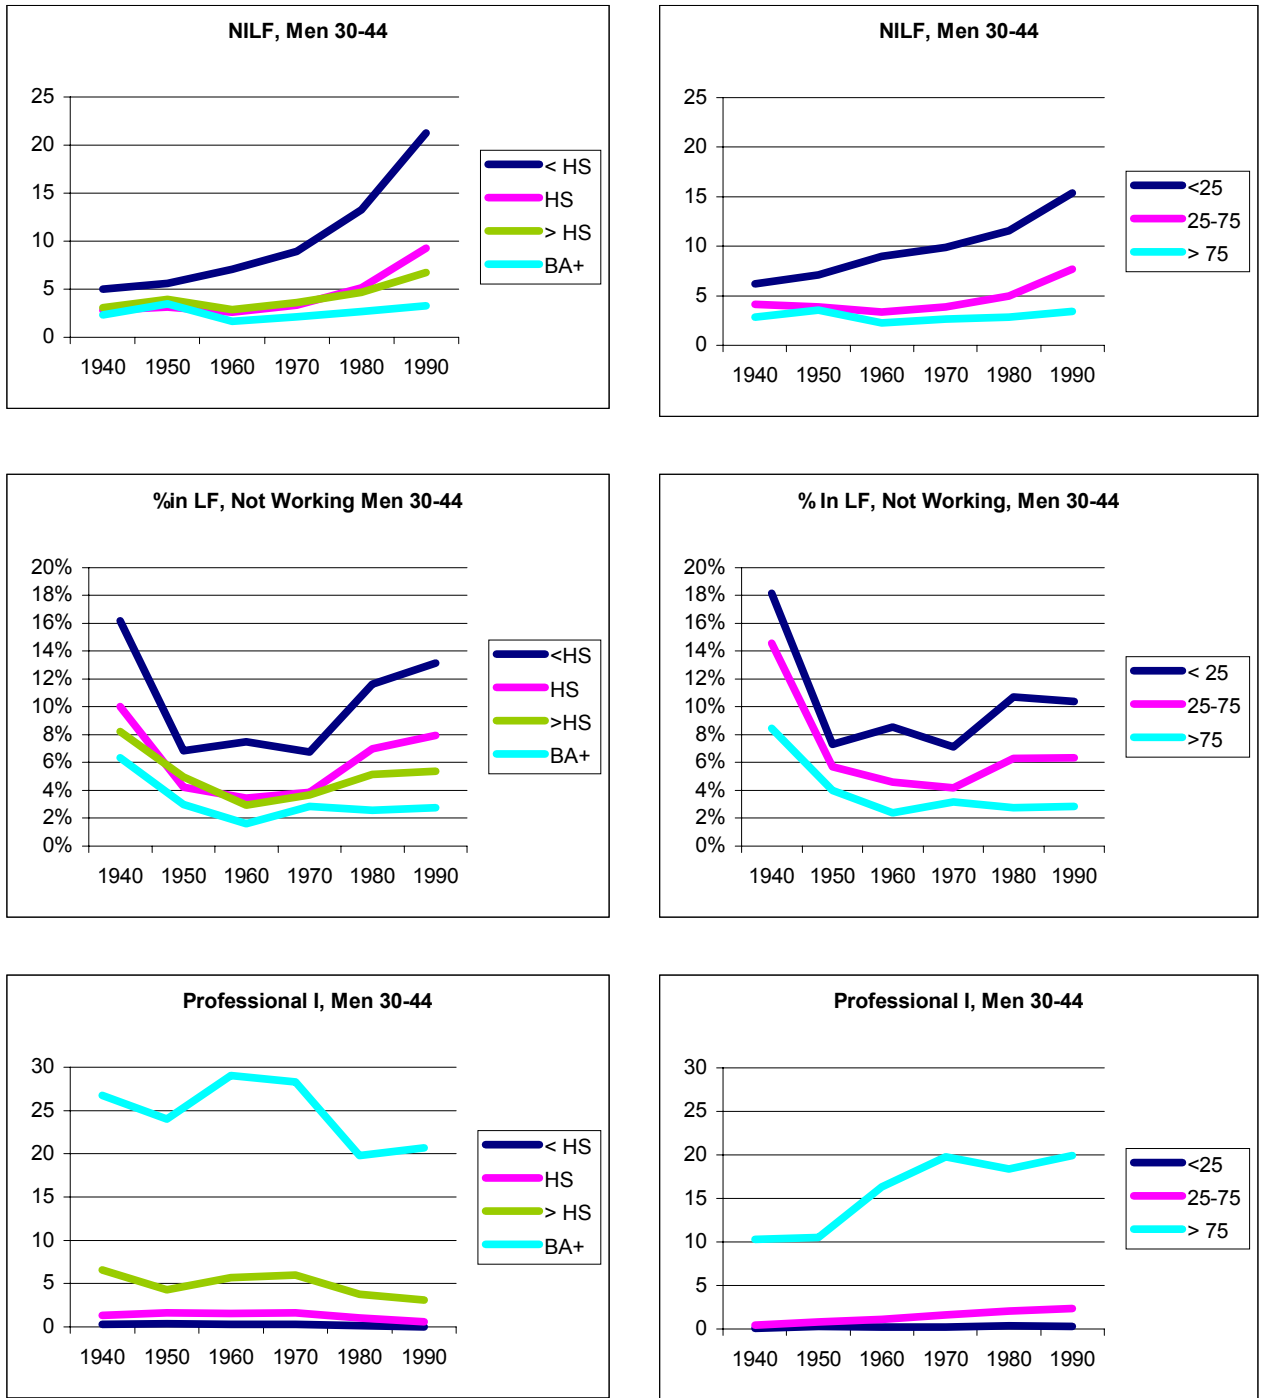 NILF, Men 30-44
25
20
15
10
5
0
1940 1950 1960 1970 1980 1990
< HS
HS
> HS
BA+
NILF, Men 30-44
25
20
15
10
5
0
1940 1950 1960 1970 1980 1990
<25
25-75
> 75
%in LF, Not Working Men 30-44
20%
18%
16%
14%
12%
10%
8%
6%
4%
2%
0%
1940 1950 1960 1970 1980 1990
<HS
HS
>HS
BA+
% In LF, Not Working, Men 30-44
20%
18%
16%
14%
12%
10%
8%
6%
4%
2%
0%
1940 1950 1960 1970 1980 1990
< 25
25-75
>75
Professional I, Men 30-44
30
25
20
15
10
5
0
1940 1950 1960 1970 1980 1990
< HS
HS
> HS
BA+
Professional I, Men 30-44
30
25
20
15
10
5
0
1940 1950 1960 1970 1980 1990
<25
25-75
> 75